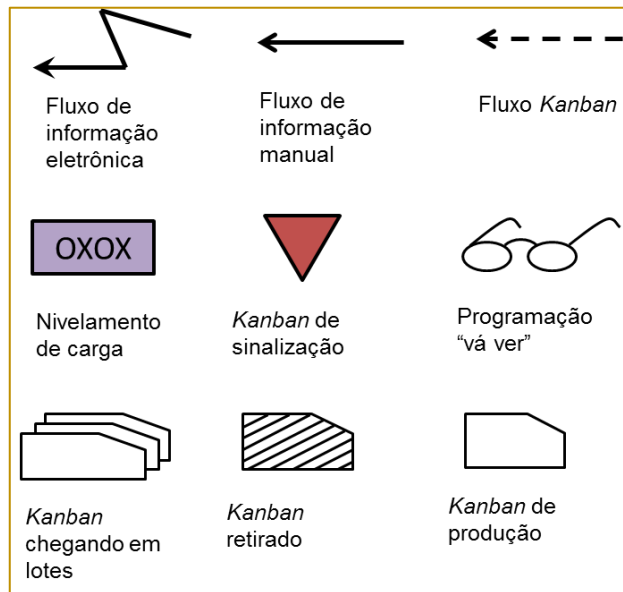 Fluxo de
informação
eletrônica
Fluxo de
informação
manual
Fluxo Kanban
OXOX
Nivelamento
de carga
Kanban de
sinalização
Programação
“vá ver”
Kanban
chegando em
lotes
Kanban
retirado
Kanban de
produção